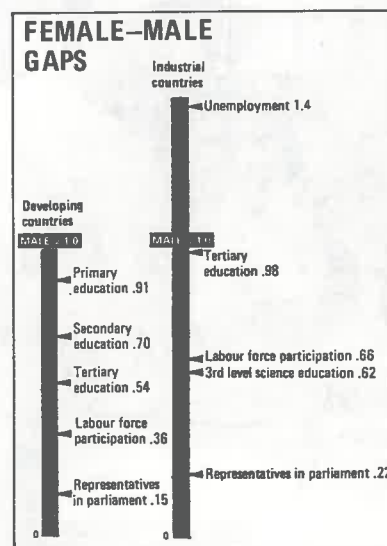 FEMALE–MALE
GAPS
Industrial
countries
Unemployment 1.4
Developing
countries
MALE = 1.0
MALE = 1.0
Tertiary
education .98
Primary
education .91
Secondary
education .70
Labour force participation .66
3rd level science education .62
Tertiary
education .54
Labour force
participation .36
Representatives in parliament .22
Representatives
in parliament .15
0
0